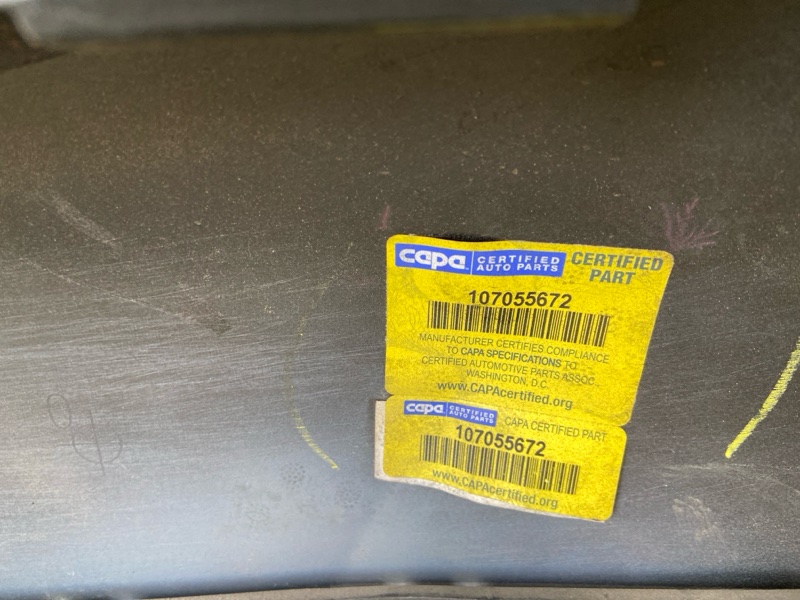 capa CERTIFIED AUTO PARTS CERTIFIED PART
107055672
MANUFACTURER CERTIFIES COMPLIANCE
TO CAPA SPECIFICATIONS TO
CERTIFIED AUTOMOTIVE PARTS ASSOC.
WASHINGTON, D.C.
www.CAPAcertified.org
capa CERTIFIED AUTO PARTS CAPA CERTIFIED PART
107055672
www.CAPAcertified.org